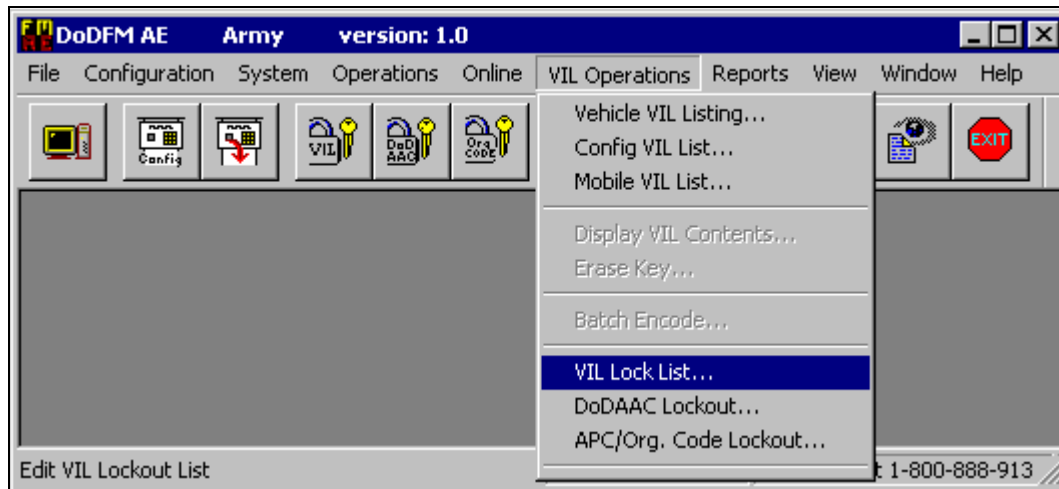 DoDFM AE Army version: 1.0
File Configuration System Operations Online VIL Operations Reports View Window Help
Config
VIL
DoD AAC
Org. CODE
EXIT
Vehicle VIL Listing...
Config VIL List...
Mobile VIL List...
Display VIL Contents...
Erase Key...
Batch Encode...
VIL Lock List...
DoDAAC Lockout...
APC/Org. Code Lockout...
Edit VIL Lockout List
t 1-800-888-913